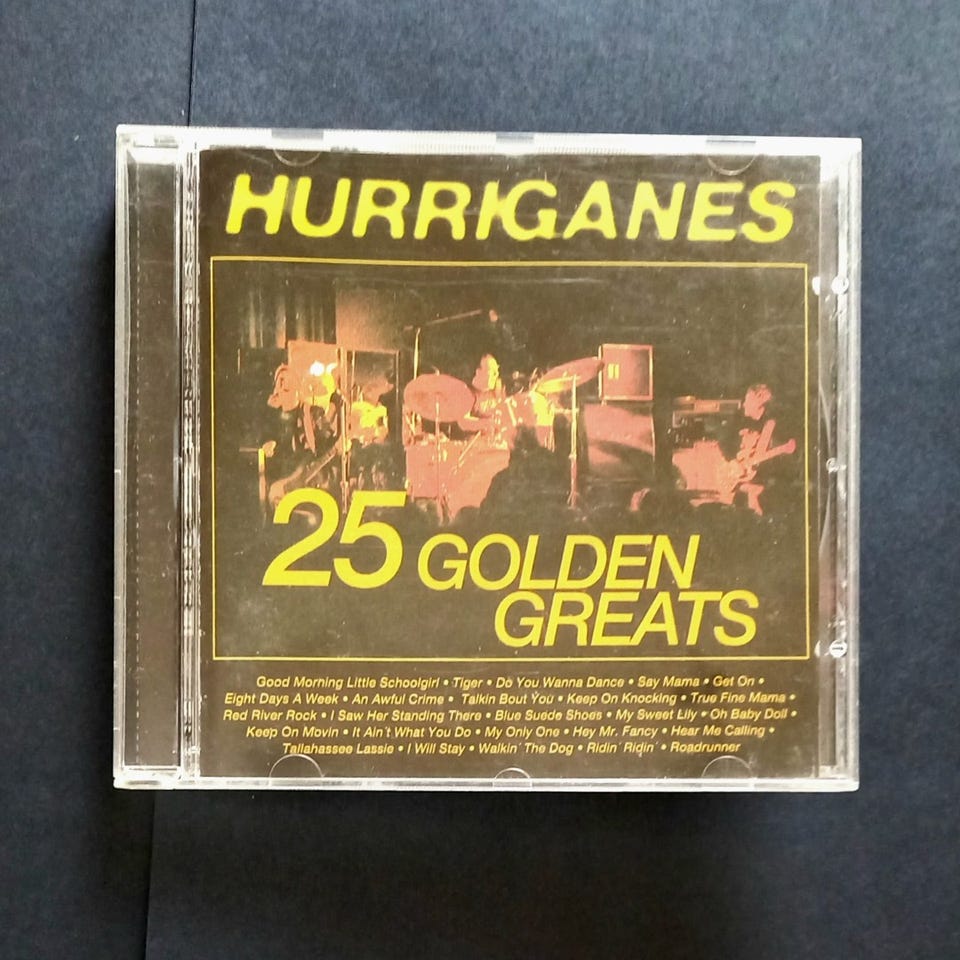 HURRIGANES
25 GOLDEN
GREATS
Good Morning Little Schoolgirl • Tiger • Do You Wanna Dance • Say Mama • Get On •
Eight Days A Week • An Awful Crime • Talkin Bout You • Keep On Knocking • True Fine Mama •
Red River Rock • I Saw Her Standing There • Blue Suede Shoes • My Sweet Lily • Oh Baby Doll •
Keep On Movin • It Ain´t What You Do • My Only One • Hey Mr. Fancy • Hear Me Calling •
Tallahassee Lassie • I Will Stay • Walkin´ The Dog • Ridin´ Ridin´ • Roadrunner